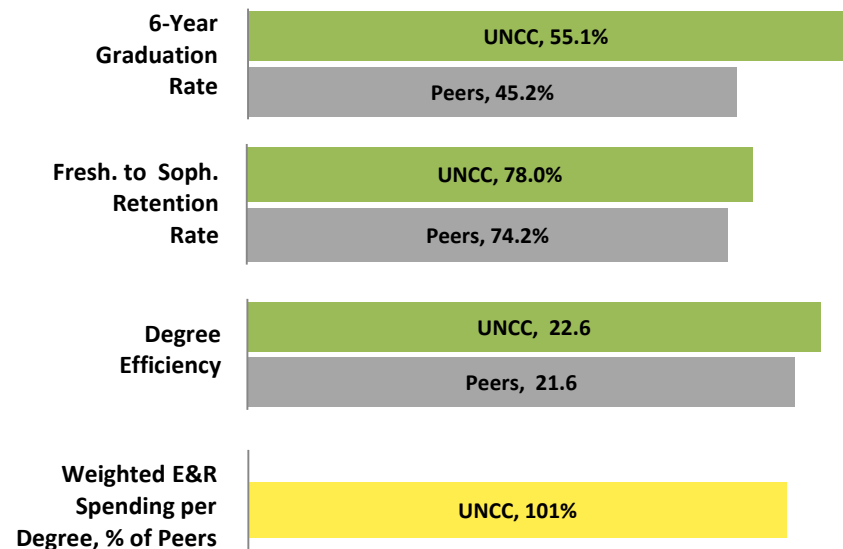 6-Year
Graduation
Rate
UNCC, 55.1%
Peers, 45.2%
Fresh. to Soph.
Retention
Rate
UNCC, 78.0%
Peers, 74.2%
Degree
Efficiency
UNCC, 22.6
Peers, 21.6
Weighted E&R
Spending per
Degree, % of Peers
UNCC, 101%